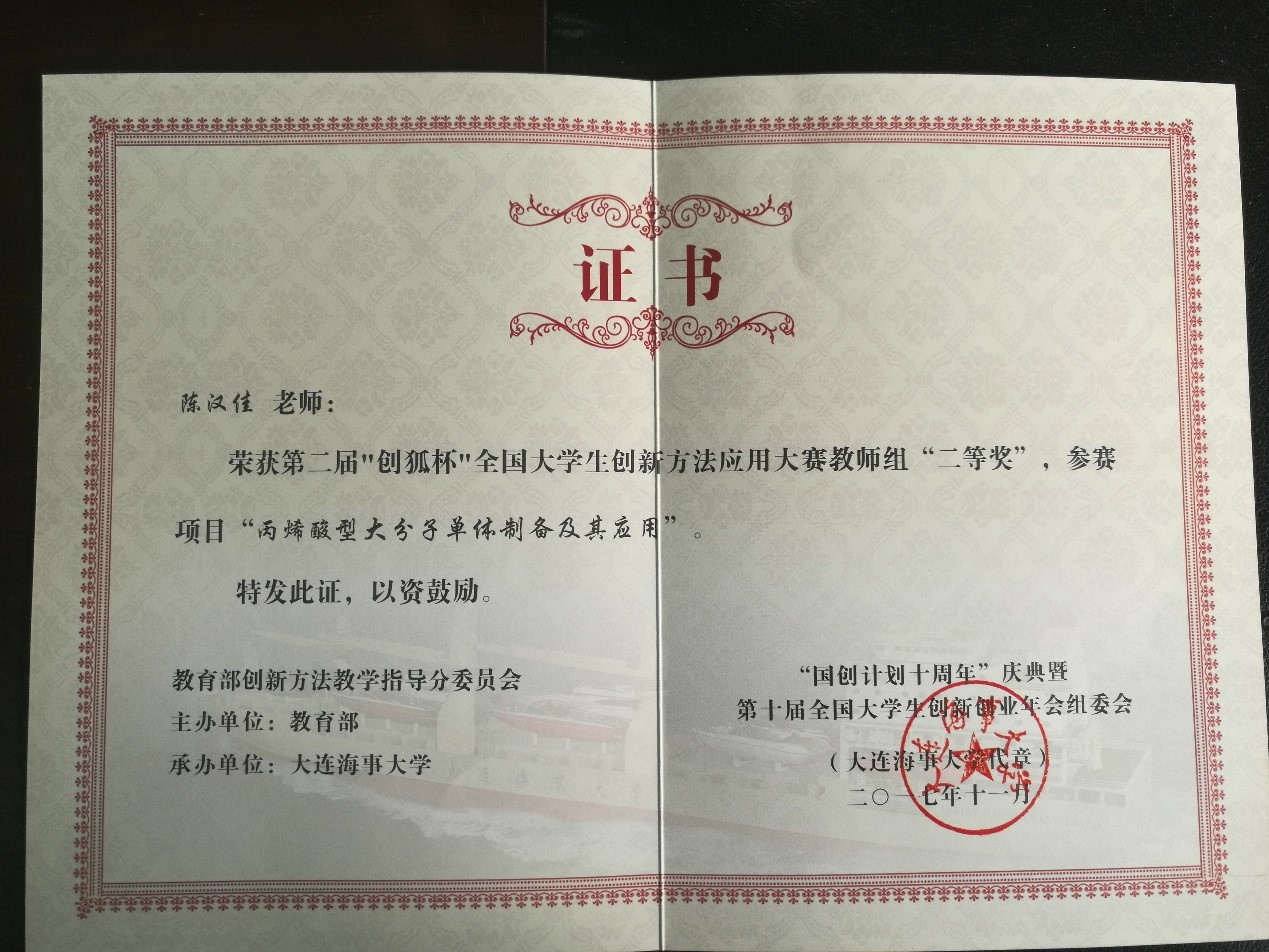 证书
陈汉佳 老师：
荣获第二届"创狐杯"全国大学生创新方法应用大赛教师组“二等奖”，参赛
项目“丙烯酸型大分子单体制备及其应用”。
特发此证，以资鼓励。
教育部创新方法教学指导分委员会
主办单位：教育部
承办单位：大连海事大学
“国创计划十周年”庆典暨
第十届全国大学生创新创业年会组委会
（大连海事大学代章）
二〇一七年十一月
大连海事大学